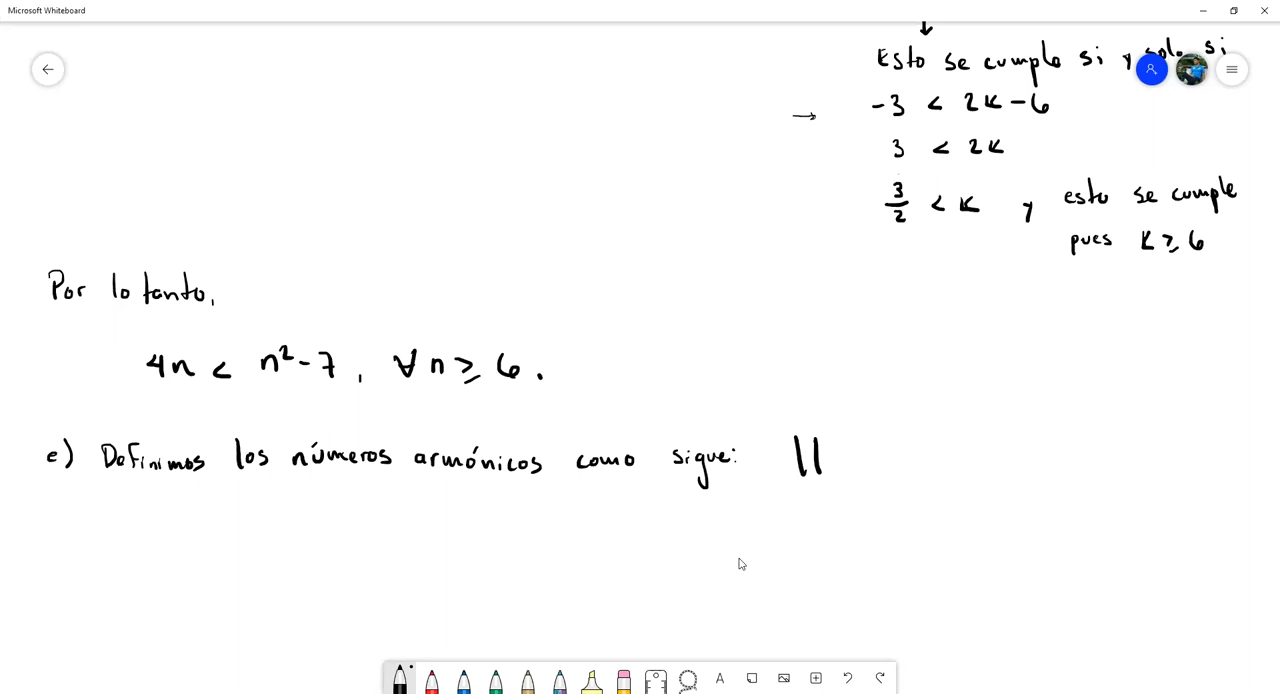 Microsoft Whiteboard
Esto se cumple si y solo si
→ -3 < 2K - 6
3 < 2K
3/2 < K y esto se cumple
pues K ≥ 6
Por lo tanto,
4n < n² - 7, ∀ n ≥ 6.
e) Definimos los números armónicos como sigue: ||
A